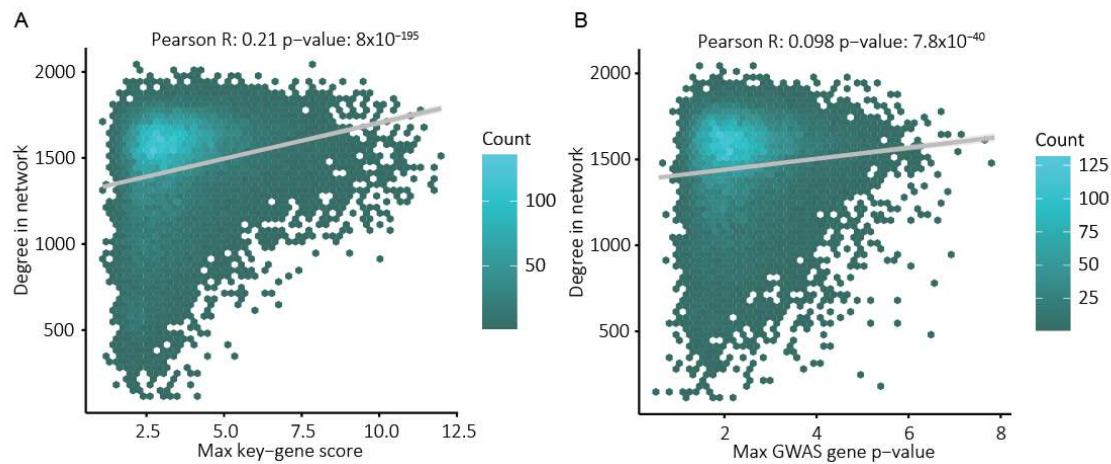 A
Pearson R: 0.21 p-value: 8x10⁻¹⁹⁵
2000
1500
1000
500
Degree in network
2.5 5.0 7.5 10.0 12.5
Max key-gene score
Count
100
50
B
Pearson R: 0.098 p-value: 7.8x10⁻⁴⁰
2000
1500
1000
500
Degree in network
2 4 6 8
Max GWAS gene p-value
Count
125
100
75
50
25